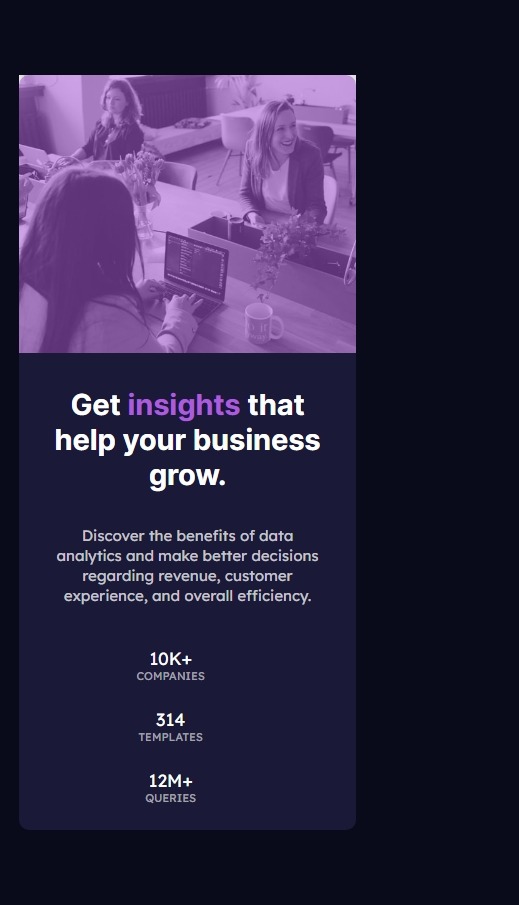 Get insights that
help your business
grow.
Discover the benefits of data
analytics and make better decisions
regarding revenue, customer
experience, and overall efficiency.
10K+
COMPANIES
314
TEMPLATES
12M+
QUERIES